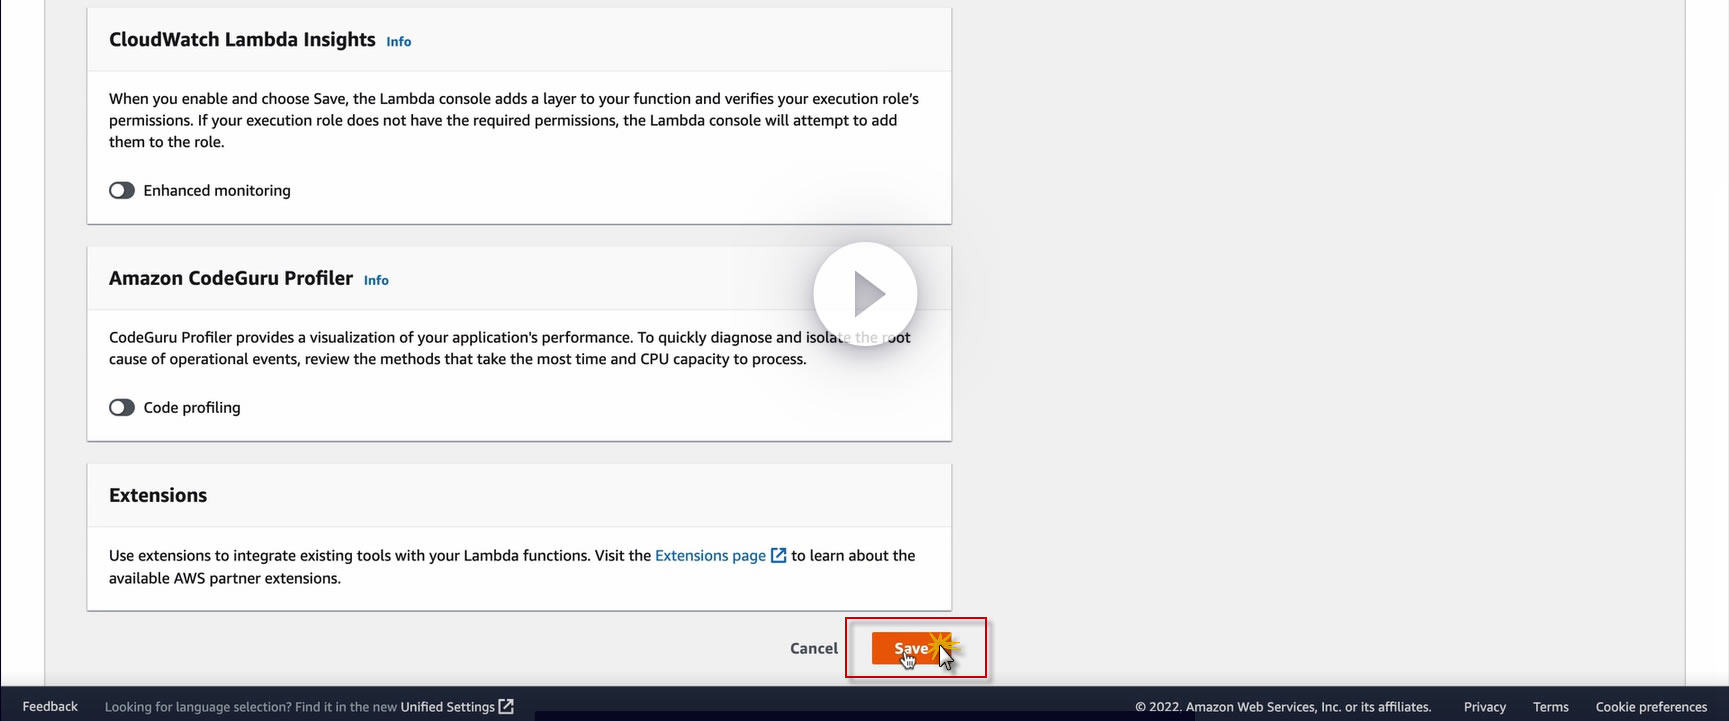 CloudWatch Lambda Insights Info
When you enable and choose Save, the Lambda console adds a layer to your function and verifies your execution role's
permissions. If your execution role does not have the required permissions, the Lambda console will attempt to add
them to the role.
Enhanced monitoring
Amazon CodeGuru Profiler Info
CodeGuru Profiler provides a visualization of your application's performance. To quickly diagnose and isolate the root
cause of operational events, review the methods that take the most time and CPU capacity to process.
Code profiling
Extensions
Use extensions to integrate existing tools with your Lambda functions. Visit the Extensions page to learn about the
available AWS partner extensions.
Cancel Save
Feedback Looking for language selection? Find it in the new Unified Settings © 2022, Amazon Web Services, Inc. or its affiliates. Privacy Terms Cookie preferences